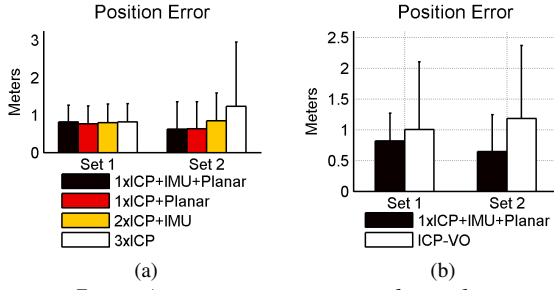 Position Error
3
2
1
0
Meters
Set 1
Set 2
1xICP+IMU+Planar
1xICP+Planar
2xICP+IMU
3xICP
(a)
Position Error
2.5
2
1.5
1
0.5
0
Meters
Set 1
Set 2
1xICP+IMU+Planar
ICP-VO
(b)